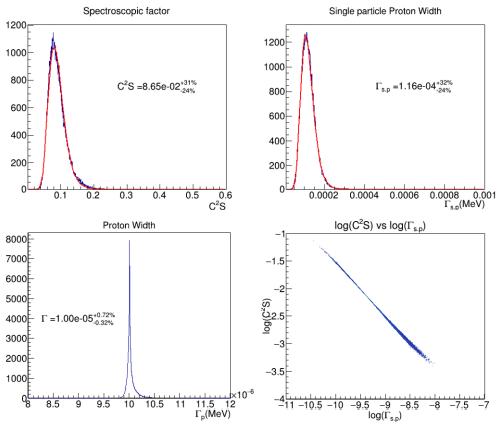 Spectroscopic factor
1200
1000
800
600
400
200
0
C²S =8.65e-02 +31% -24%
0.1 0.2 0.3 0.4 0.5 0.6
C²S
Single particle Proton Width
1200
1000
800
600
400
200
0
Γs.p =1.16e-04 +32% -24%
0.0002 0.0004 0.0006 0.0008 0.001
Γs.p(MeV)
Proton Width
8000
7000
6000
5000
4000
3000
2000
1000
0
Γ =1.00e-05 +0.72% -0.32%
8 8.5 9 9.5 10 10.5 11 11.5 12
×10⁻⁶
Γp(MeV)
log(C²S) vs log(Γs.p)
log(C²S)
−1
−1.5
−2
−2.5
−3
−3.5
−4
−11 −10.5 −10 −9.5 −9 −8.5 −8 −7.5 −7
log(Γs.p)